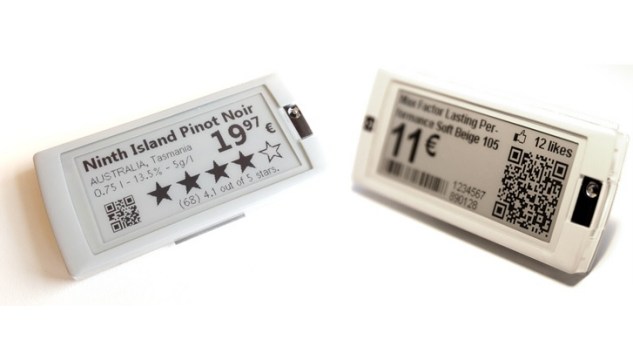 Ninth Island Pinot Noir
AUSTRALIA, Tasmania
0.75 l - 13.5% - 5g/l
19 97 €
(68) 4,1 out of 5 stars.
Max Factor Lasting Per-
formance Soft Beige 105
11 €
12 likes
1234567
890128